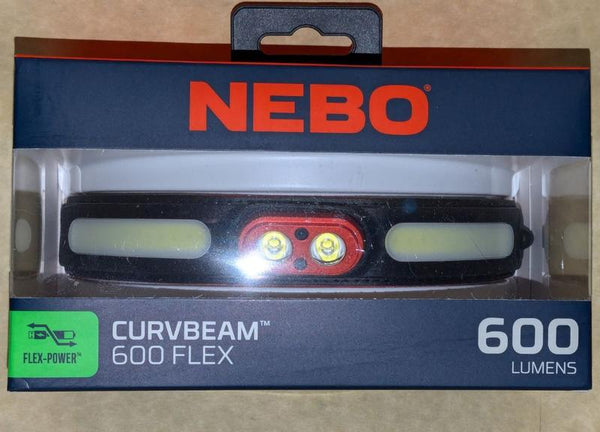 NEBO®
CURVBEAM™
600 FLEX
FLEX-POWER™
600
LUMENS